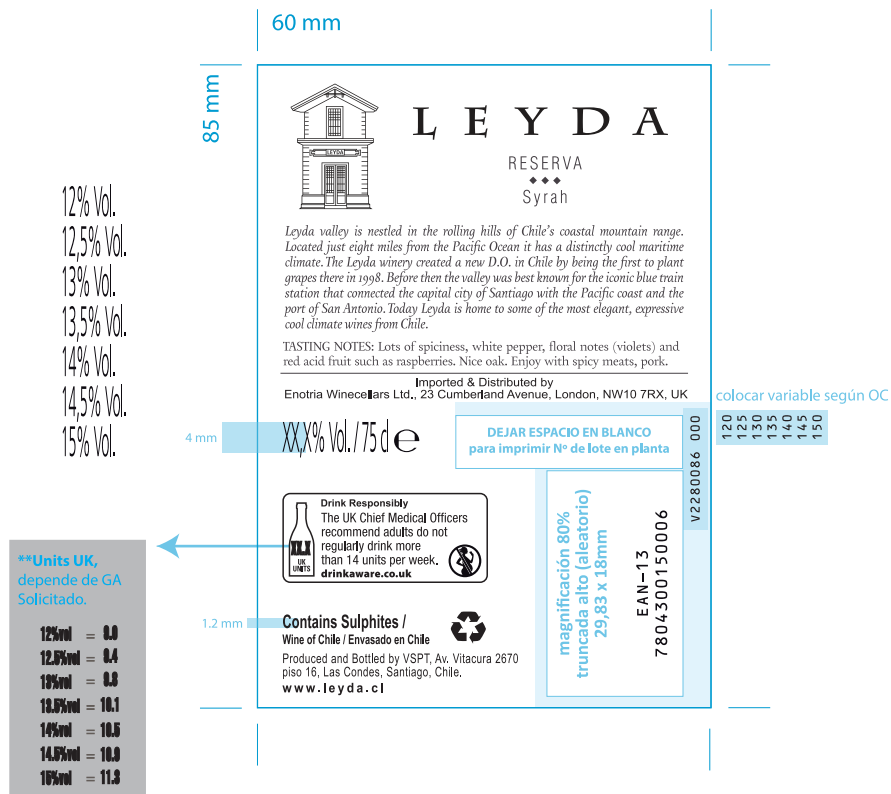 60 mm
85 mm
LEYDA
LEYDA
RESERVA
Syrah
Leyda valley is nestled in the rolling hills of Chile's coastal mountain range.
Located just eight miles from the Pacific Ocean it has a distinctly cool maritime
climate. The Leyda winery created a new D.O. in Chile by being the first to plant
grapes there in 1998. Before then the valley was best known for the iconic blue train
station that connected the capital city of Santiago with the Pacific coast and the
port of San Antonio. Today Leyda is home to some of the most elegant, expressive
cool climate wines from Chile.
TASTING NOTES: Lots of spiciness, white pepper, floral notes (violets) and
red acid fruit such as raspberries. Nice oak. Enjoy with spicy meats, pork.
Imported & Distributed by
Enotria Winecellars Ltd., 23 Cumberland Avenue, London, NW10 7RX, UK
12% Vol.
12,5% Vol.
13% Vol.
13,5% Vol.
14% Vol.
14,5% Vol.
15% Vol.
4 mm
XX,X% Vol. / 75 cl e
DEJAR ESPACIO EN BLANCO
para imprimir Nº de lote en planta
V2280086 000
colocar variable según OC
120
125
130
135
140
145
150
XX.X
UK
UNITS
Drink Responsibly
The UK Chief Medical Officers
recommend adults do not
regularly drink more
than 14 units per week.
drinkaware.co.uk
magnificación 80%
truncada alto (aleatorio)
29,83 x 18mm
EAN-13
7804300150006
**Units UK,
depende de GA
Solicitado.
12%vol = 9.0
12.5%vol = 9.4
13%vol = 9.8
13.5%vol = 10.1
14%vol = 10.5
14.5%vol = 10.9
15%vol = 11.3
1.2 mm
Contains Sulphites /
Wine of Chile / Envasado en Chile
Produced and Bottled by VSPT, Av. Vitacura 2670
piso 16, Las Condes, Santiago, Chile.
www.leyda.cl